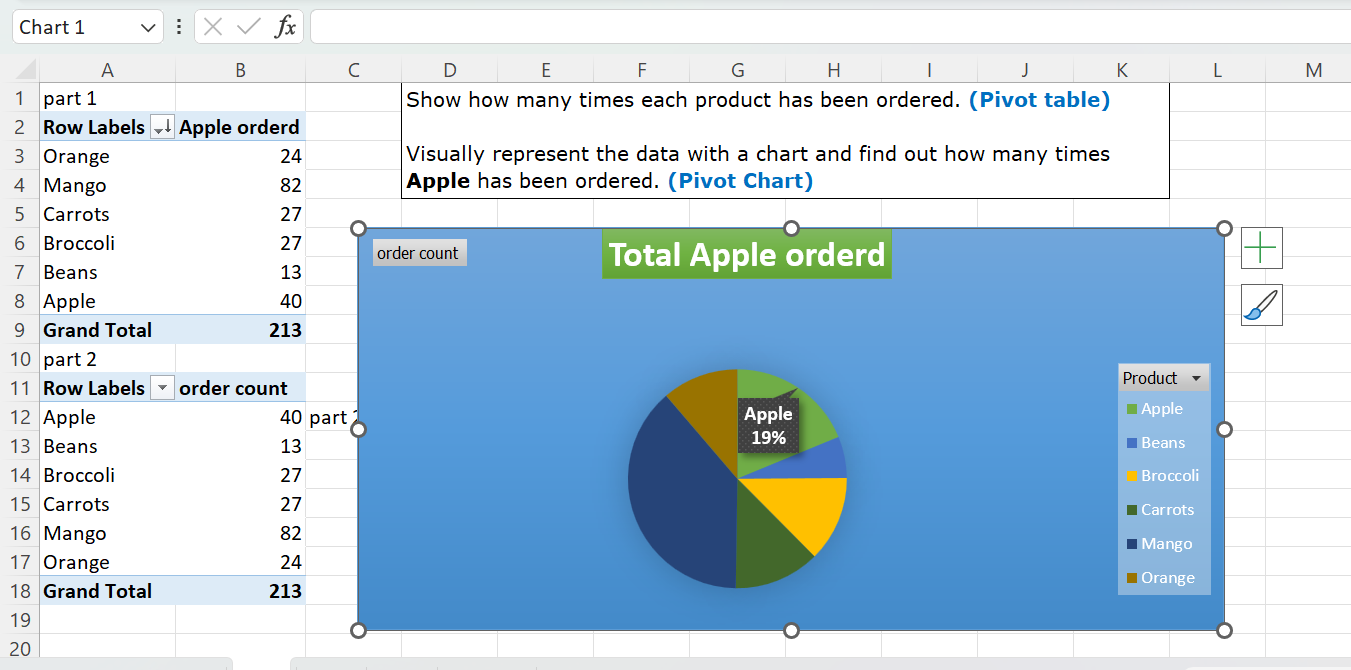 Chart 1 fx
A B C D E F G H I J K L M
1 part 1
2 Row Labels Apple orderd
3 Orange 24
4 Mango 82
5 Carrots 27
6 Broccoli 27
7 Beans 13
8 Apple 40
9 Grand Total 213
10 part 2
11 Row Labels order count
12 Apple 40 part
13 Beans 13
14 Broccoli 27
15 Carrots 27
16 Mango 82
17 Orange 24
18 Grand Total 213
19
20
Show how many times each product has been ordered. (Pivot table)
Visually represent the data with a chart and find out how many times
Apple has been ordered. (Pivot Chart)
order count
Total Apple orderd
Apple
19%
Product
Apple
Beans
Broccoli
Carrots
Mango
Orange